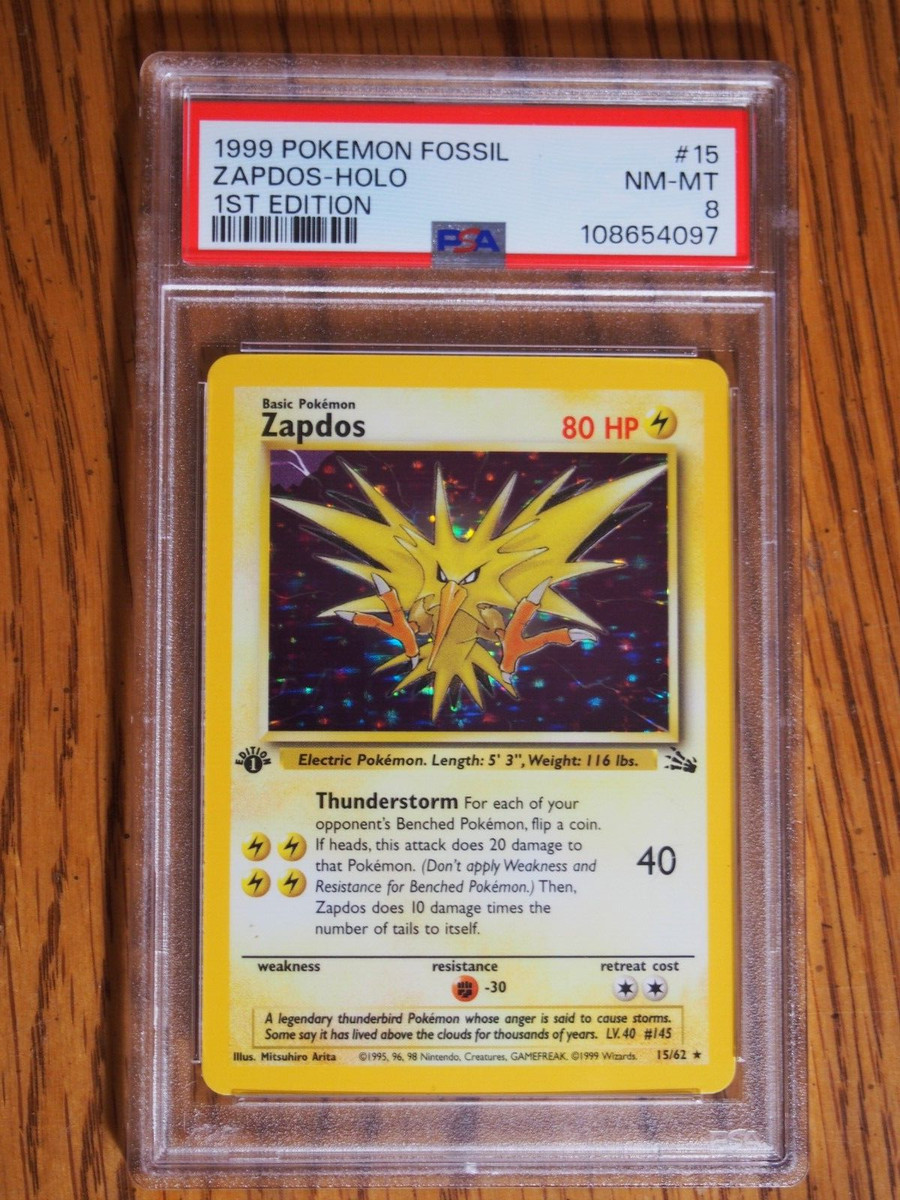 1999 POKEMON FOSSIL #15
ZAPDOS-HOLO NM-MT
1ST EDITION 8
PSA 108654097
Basic Pokémon
Zapdos 80 HP
EDITION 1
Electric Pokémon. Length: 5' 3", Weight: 116 lbs.
Thunderstorm For each of your
opponent's Benched Pokémon, flip a coin.
If heads, this attack does 20 damage to
that Pokémon. (Don't apply Weakness and
Resistance for Benched Pokémon.) Then,
Zapdos does 10 damage times the
number of tails to itself.
40
weakness resistance retreat cost
-30
A legendary thunderbird Pokémon whose anger is said to cause storms.
Some say it has lived above the clouds for thousands of years. LV. 40 #145
Illus. Mitsuhiro Arita ©1995, 96, 98 Nintendo, Creatures, GAMEFREAK. ©1999 Wizards. 15/62 ★
PSA